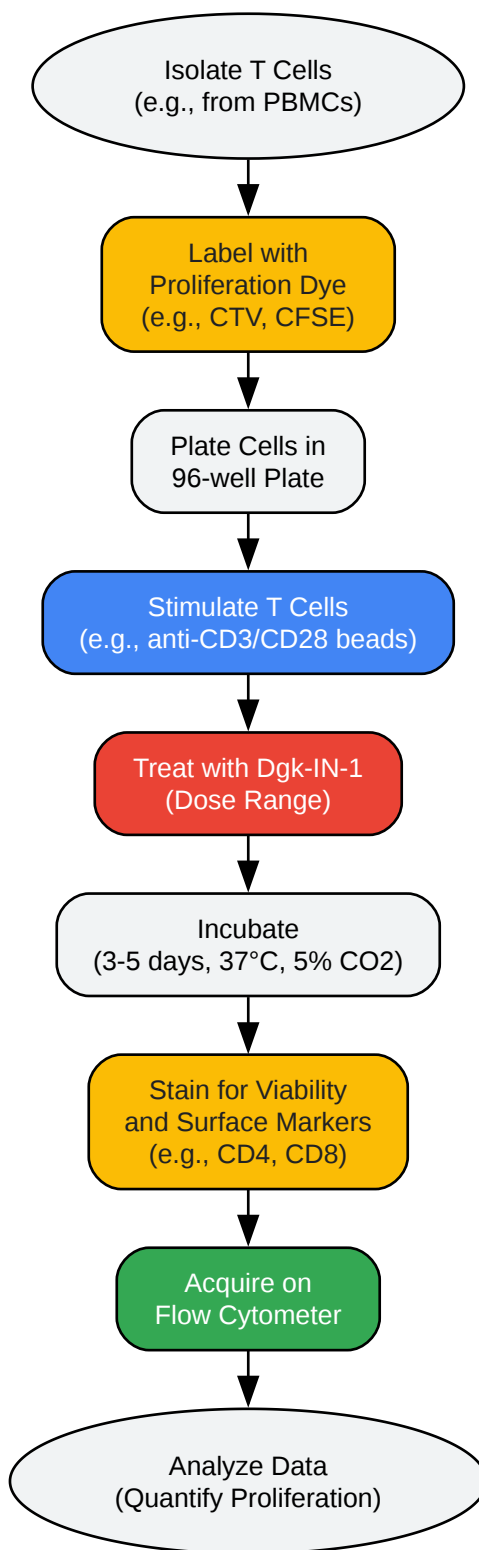 Isolate T Cells
(e.g., from PBMCs)
Label with
Proliferation Dye
(e.g., CTV, CFSE)
Plate Cells in
96-well Plate
Stimulate T Cells
(e.g., anti-CD3/CD28 beads)
Treat with Dgk-IN-1
(Dose Range)
Incubate
(3-5 days, 37°C, 5% CO2)
Stain for Viability
and Surface Markers
(e.g., CD4, CD8)
Acquire on
Flow Cytometer
Analyze Data
(Quantify Proliferation)